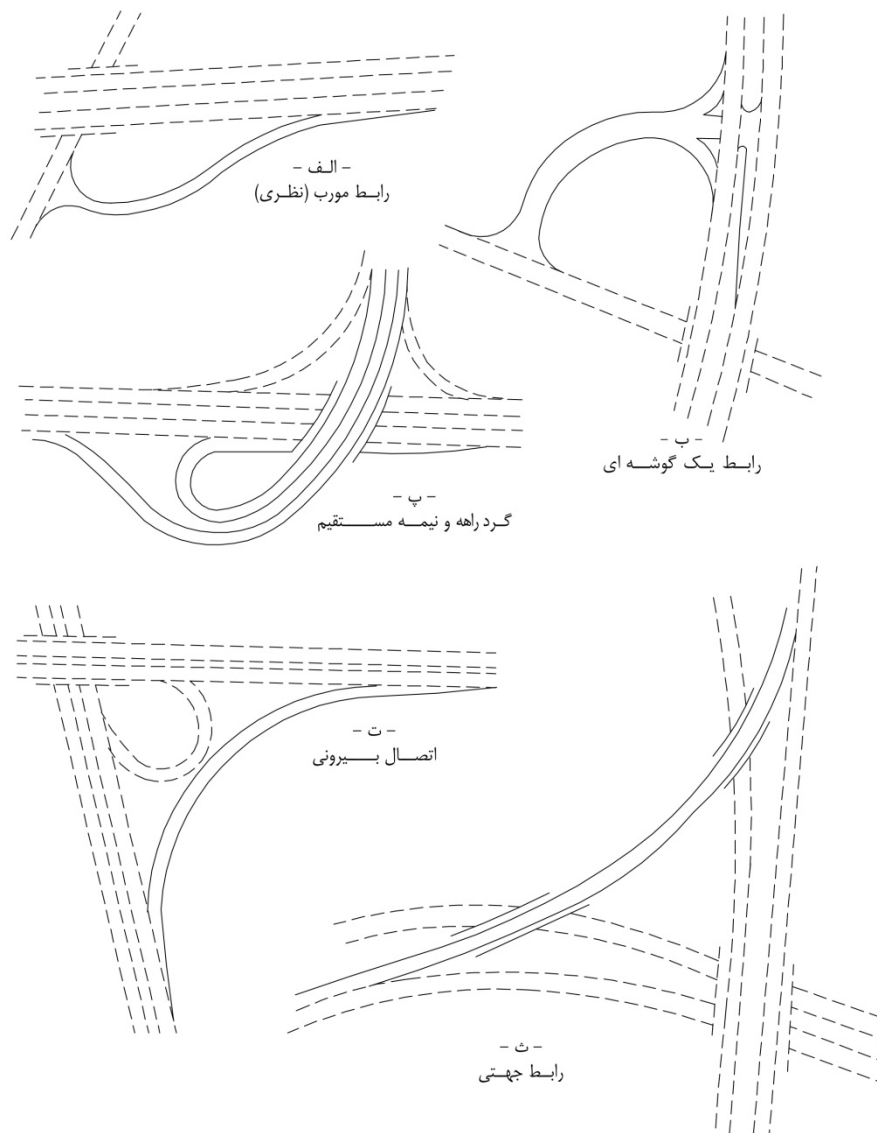 - الف -
رابط مورب (نظری)
- ب -
رابط یک گوشه ای
- پ -
گرد راهه و نیمه مستقیم
- ت -
اتصال بیرونی
- ث -
رابط جهتی